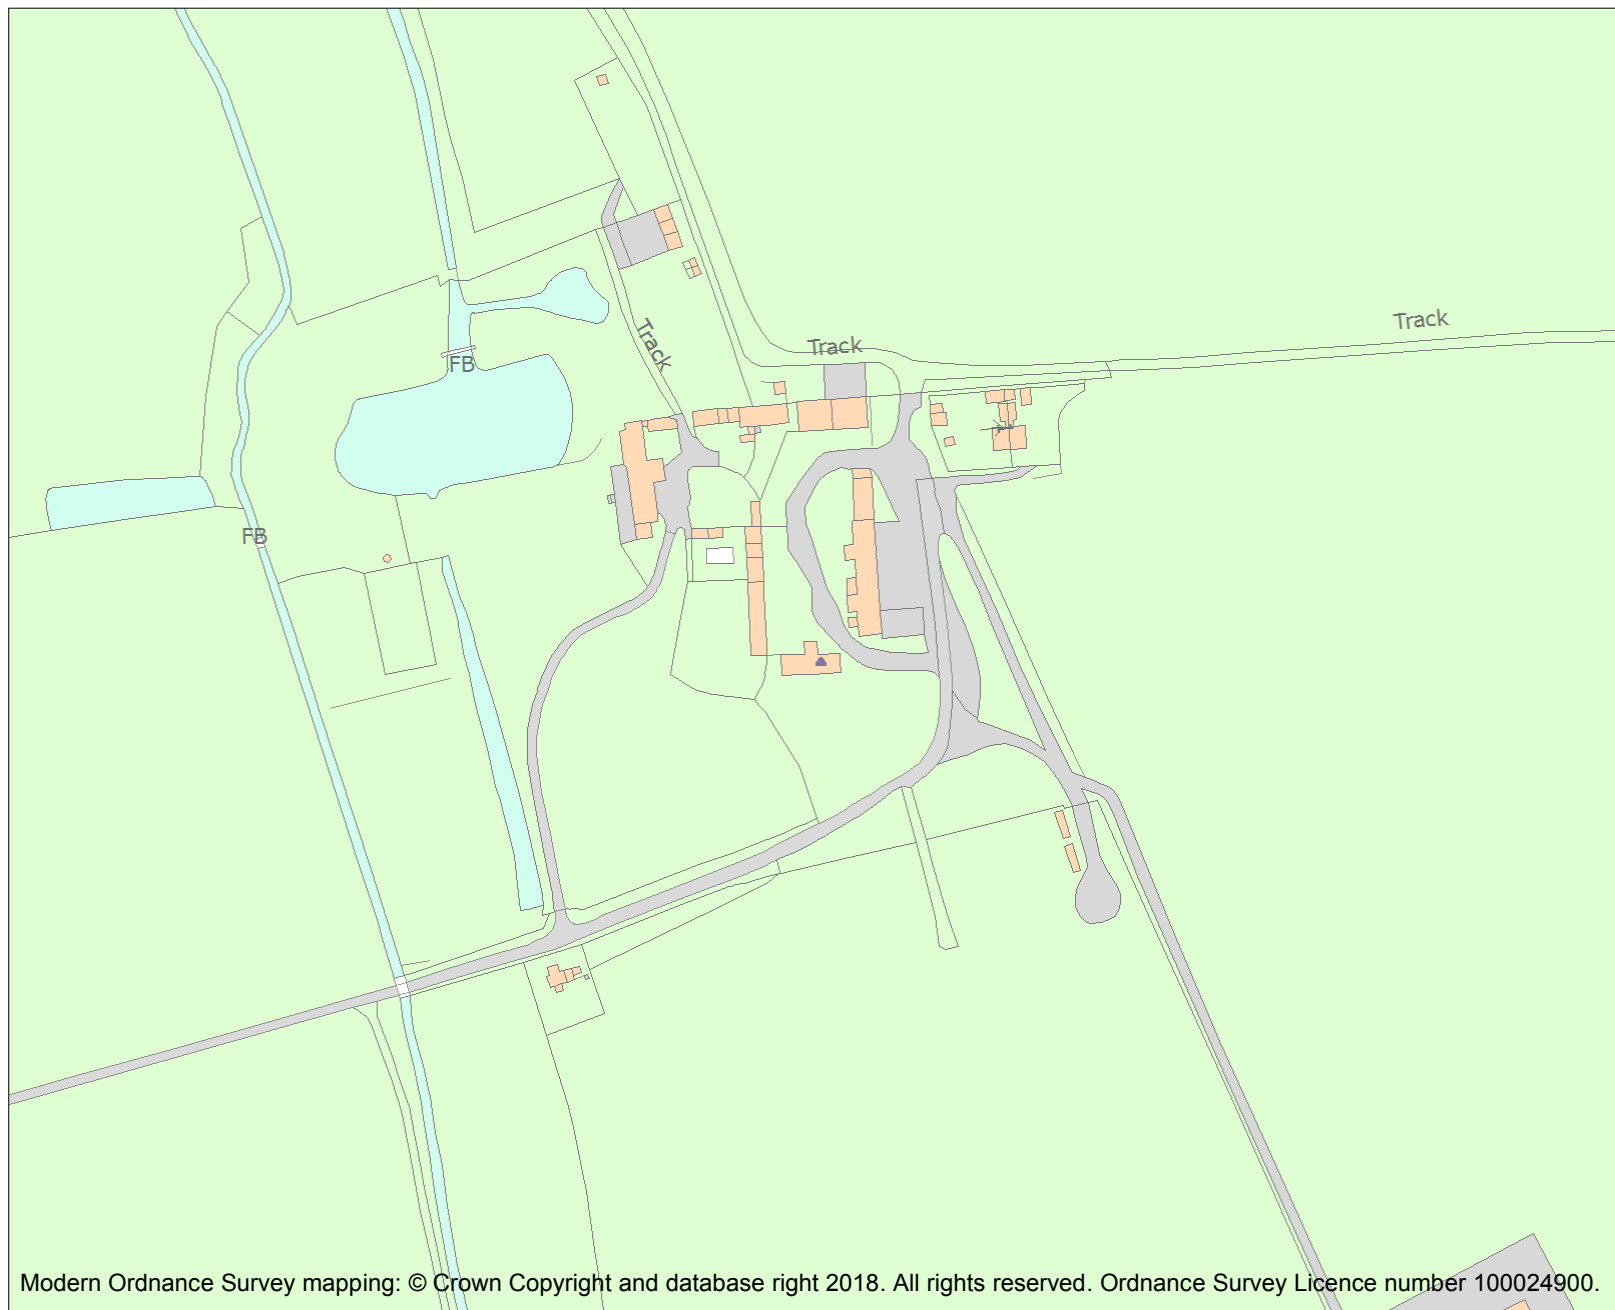 Track
Track
Track
FB
FB
Modern Ordnance Survey mapping: © Crown Copyright and database right 2018. All rights reserved. Ordnance Survey Licence number 100024900.